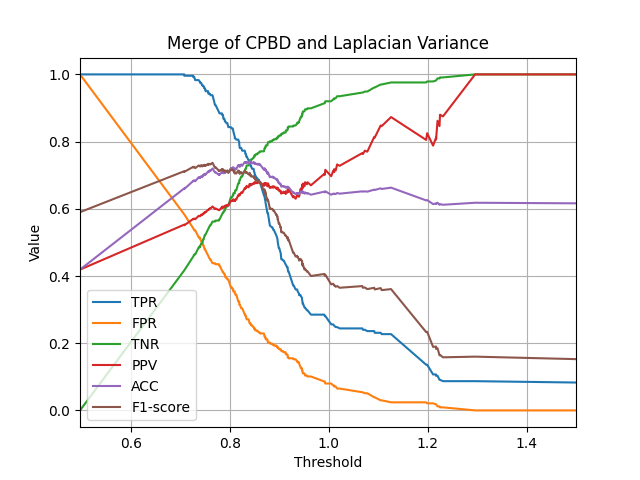 Merge of CPBD and Laplacian Variance
1.0
0.8
0.6
0.4
0.2
0.0
Value
TPR
FPR
TNR
PPV
ACC
F1-score
0.6 0.8 1.0 1.2 1.4
Threshold